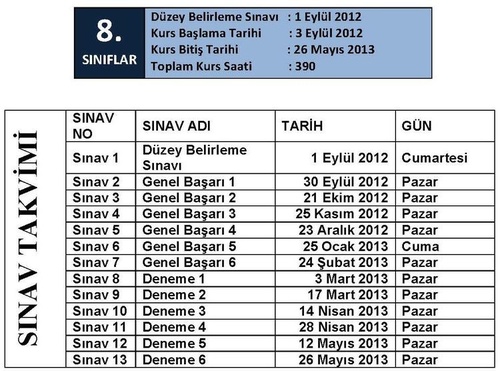 8.
SINIFLAR
Düzey Belirleme Sınavı : 1 Eylül 2012
Kurs Başlama Tarihi : 3 Eylül 2012
Kurs Bitiş Tarihi : 26 Mayıs 2013
Toplam Kurs Saati : 390
SINAV TAKVİMİ
SINAV NO SINAV ADI TARİH GÜN
Sınav 1 Düzey Belirleme Sınavı 1 Eylül 2012 Cumartesi
Sınav 2 Genel Başarı 1 30 Eylül 2012 Pazar
Sınav 3 Genel Başarı 2 21 Ekim 2012 Pazar
Sınav 4 Genel Başarı 3 25 Kasım 2012 Pazar
Sınav 5 Genel Başarı 4 23 Aralık 2012 Pazar
Sınav 6 Genel Başarı 5 25 Ocak 2013 Cuma
Sınav 7 Genel Başarı 6 24 Şubat 2013 Pazar
Sınav 8 Deneme 1 3 Mart 2013 Pazar
Sınav 9 Deneme 2 17 Mart 2013 Pazar
Sınav 10 Deneme 3 14 Nisan 2013 Pazar
Sınav 11 Deneme 4 28 Nisan 2013 Pazar
Sınav 12 Deneme 5 12 Mayıs 2013 Pazar
Sınav 13 Deneme 6 26 Mayıs 2013 Pazar